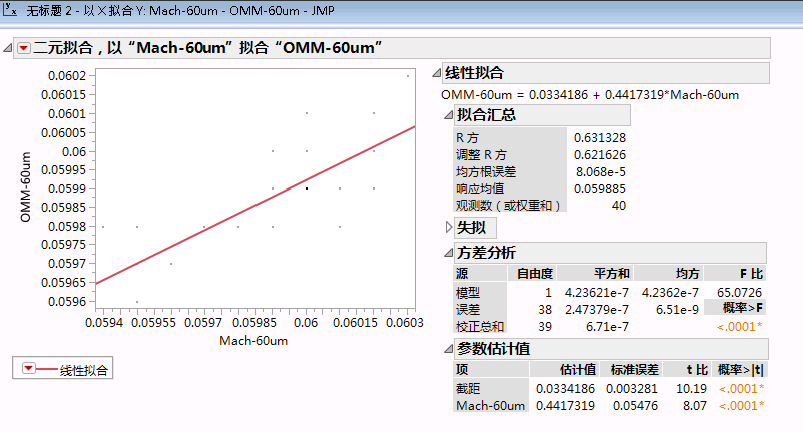 无标题 2 - 以 X 拟合 Y: Mach-60um - OMM-60um - JMP
二元拟合，以“Mach-60um”拟合“OMM-60um”
0.0602
0.06015
0.0601
0.06005
0.06
0.05995
0.0599
0.05985
0.0598
0.05975
0.0597
0.05965
0.0596
OMM-60um
0.0594 0.05955 0.0597 0.05985 0.06 0.06015 0.0603
Mach-60um
线性拟合
线性拟合
OMM-60um = 0.0334186 + 0.4417319*Mach-60um
拟合汇总
R 方 0.631328
调整 R 方 0.621626
均方根误差 8.068e-5
响应均值 0.059885
观测数（或权重和） 40
失拟
方差分析
源 自由度 平方和 均方 F 比
模型 1 4.23621e-7 4.2362e-7 65.0726
误差 38 2.47379e-7 6.51e-9 概率>F
校正总和 39 6.71e-7 <.0001*
参数估计值
项 估计值 标准误差 t 比 概率>|t|
截距 0.0334186 0.003281 10.19 <.0001*
Mach-60um 0.4417319 0.05476 8.07 <.0001*